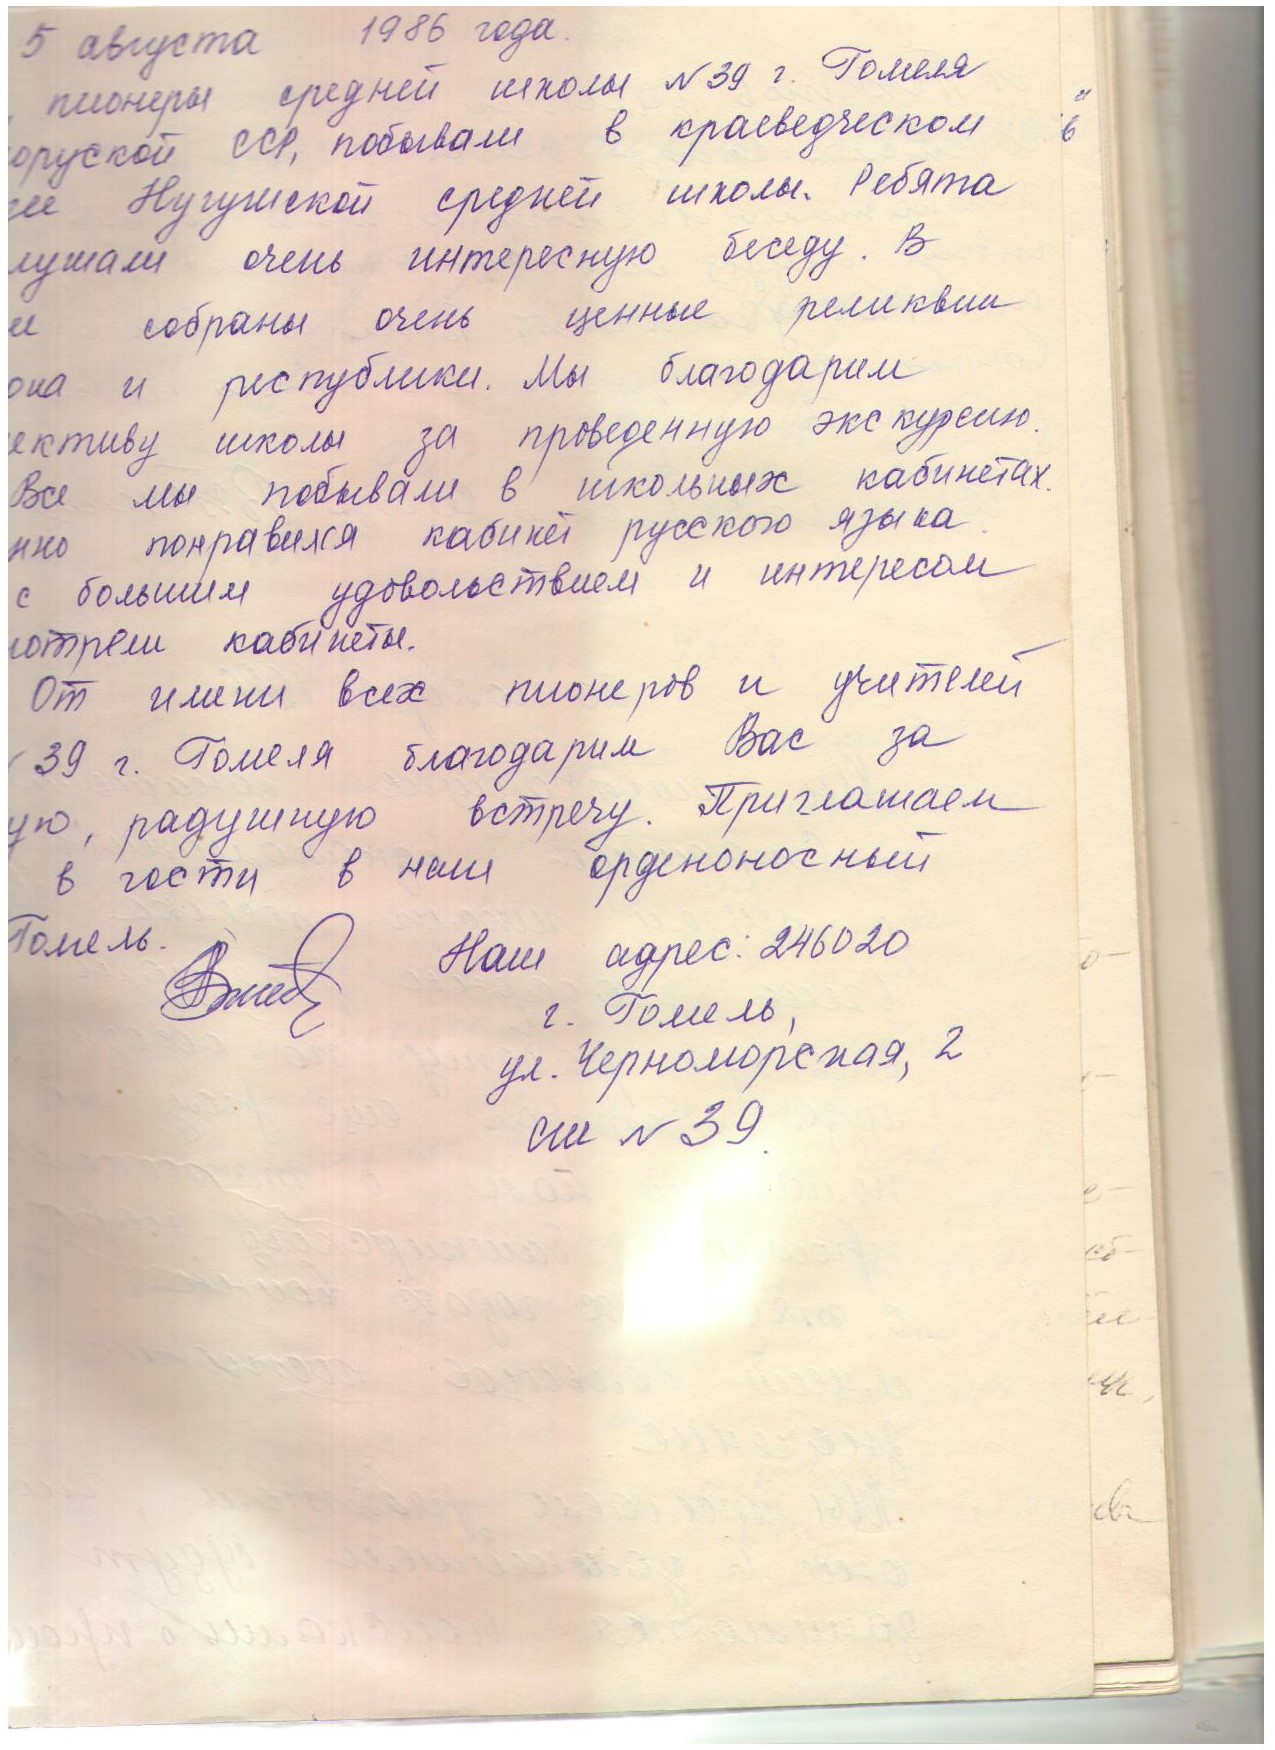 5 августа 1986 года.
пионеры средней школы N 39 г. Гомеля
оруской ССР, побывали в краеведческом
ее Нугушской средней школы. Ребята
лушали очень интересную беседу. В
е собраны очень ценные реликвии
она и республики. Мы благодарим
ективу школы за проведенную экскурсию.
Все мы побывали в школьных кабинетах.
нно понравился кабинет русского языка.
с большим удовольствием и интересом
мотрели кабинеты.
От имени всех пионеров и учителей
39 г. Гомеля благодарим Вас за
ую, радушную встречу. Приглашаем
в гости в наш орденоносный
Гомель.
Наш адрес: 246020
г. Гомель,
ул. Черноморская, 2
СШ N 39.